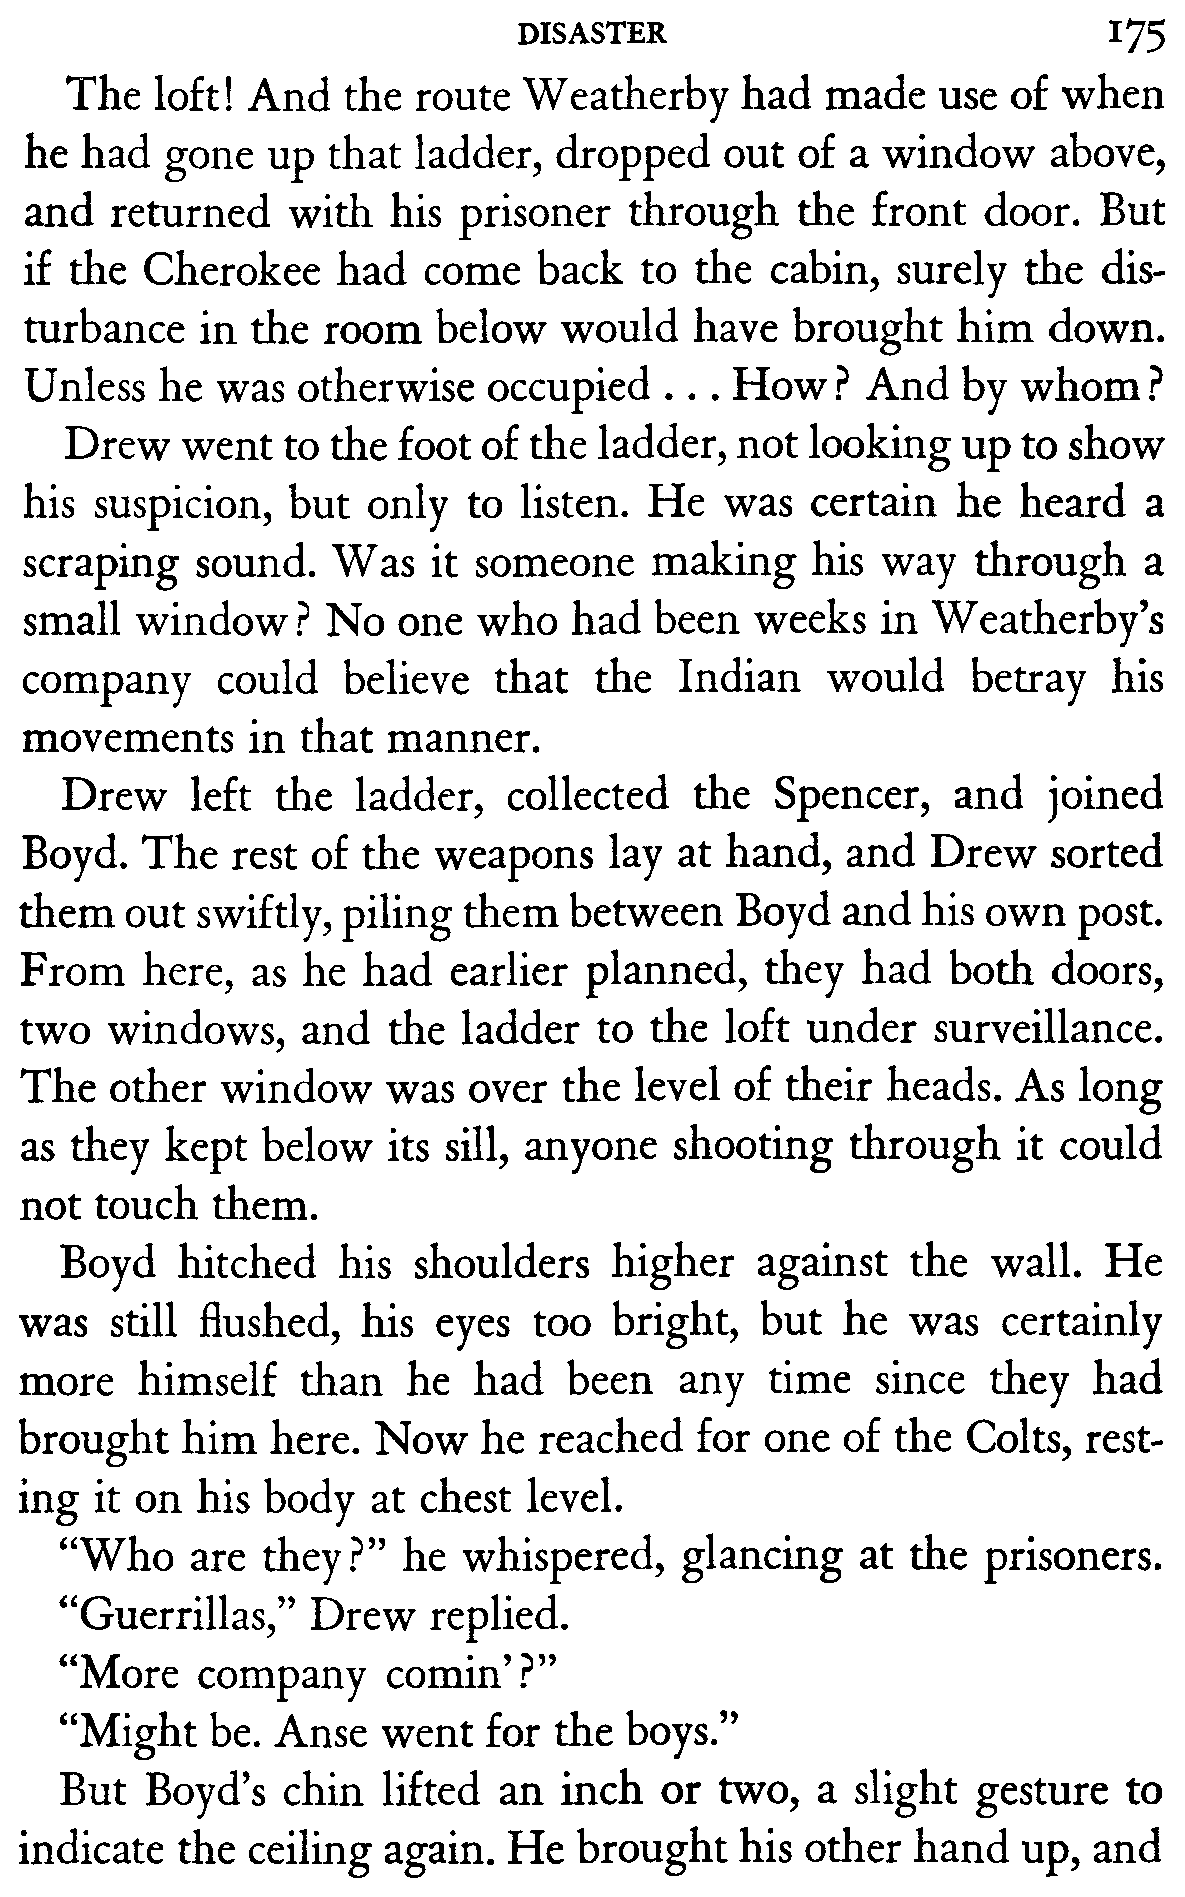 DISASTER 175
The loft! And the route Weatherby had made use of when
he had gone up that ladder, dropped out of a window above,
and returned with his prisoner through the front door. But
if the Cherokee had come back to the cabin, surely the dis-
turbance in the room below would have brought him down.
Unless he was otherwise occupied . . . How? And by whom?
Drew went to the foot of the ladder, not looking up to show
his suspicion, but only to listen. He was certain he heard a
scraping sound. Was it someone making his way through a
small window? No one who had been weeks in Weatherby’s
company could believe that the Indian would betray his
movements in that manner.
Drew left the ladder, collected the Spencer, and joined
Boyd. The rest of the weapons lay at hand, and Drew sorted
them out swiftly, piling them between Boyd and his own post.
From here, as he had earlier planned, they had both doors,
two windows, and the ladder to the loft under surveillance.
The other window was over the level of their heads. As long
as they kept below its sill, anyone shooting through it could
not touch them.
Boyd hitched his shoulders higher against the wall. He
was still flushed, his eyes too bright, but he was certainly
more himself than he had been any time since they had
brought him here. Now he reached for one of the Colts, rest-
ing it on his body at chest level.
“Who are they?” he whispered, glancing at the prisoners.
“Guerrillas,” Drew replied.
“More company comin’?”
“Might be. Anse went for the boys.”
But Boyd’s chin lifted an inch or two, a slight gesture to
indicate the ceiling again. He brought his other hand up, and